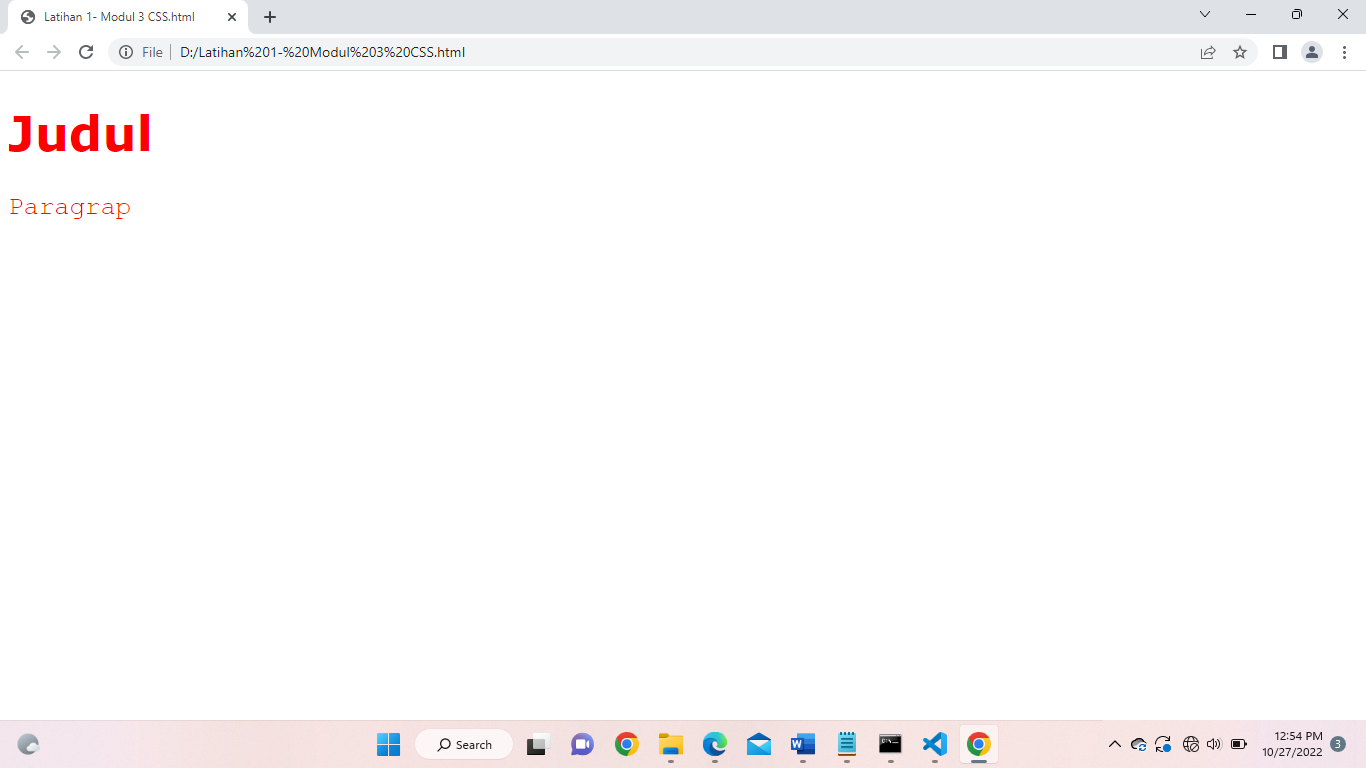 Latihan 1- Modul 3 CSS.html
File D:/Latihan%201-%20Modul%203%20CSS.html
Judul
Paragrap
Search
12:54 PM
10/27/2022
3